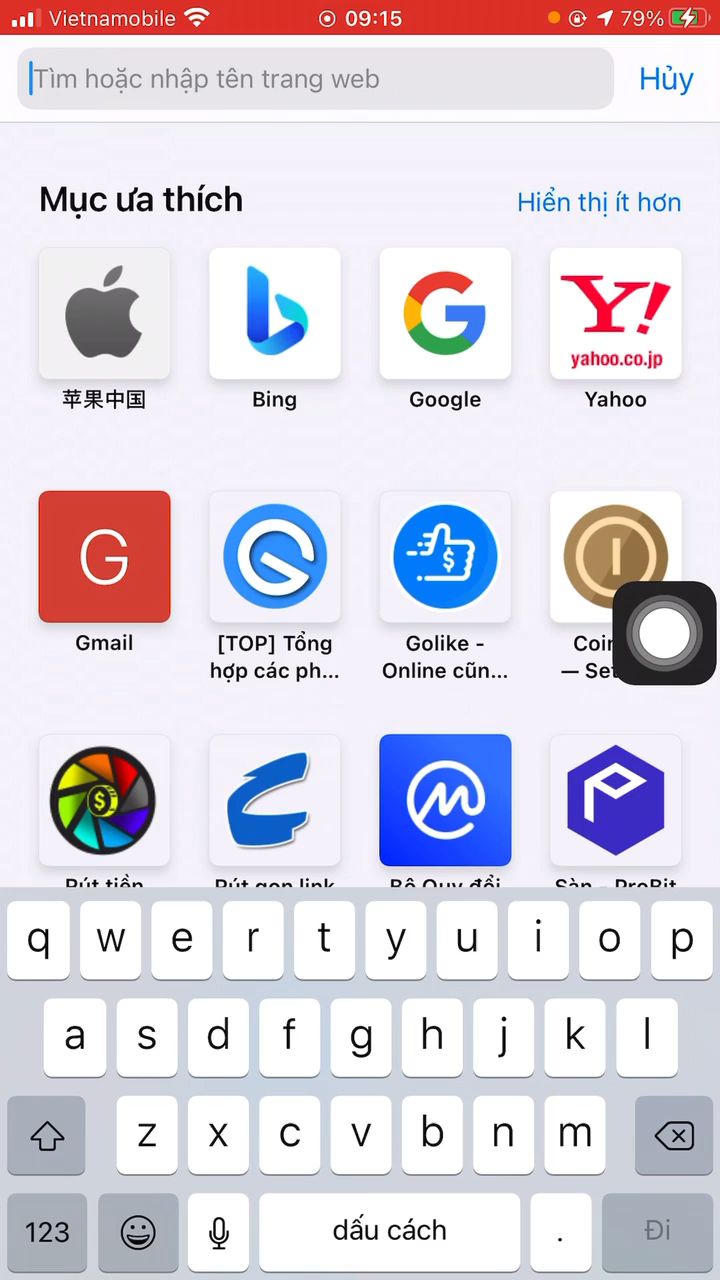 Vietnamobile 09:15 79%
Tìm hoặc nhập tên trang web Hủy
Mục ưa thích Hiển thị ít hơn
yahoo.co.jp
苹果中国 Bing Google Yahoo
G
Gmail [TOP] Tổng hợp các ph... Golike - Online cũn...
Rút tiền Rút gọn link Bộ Quy đổi Sàn - ProBit
q w e r t y u i o p
a s d f g h j k l
z x c v b n m
123 dấu cách . Đi